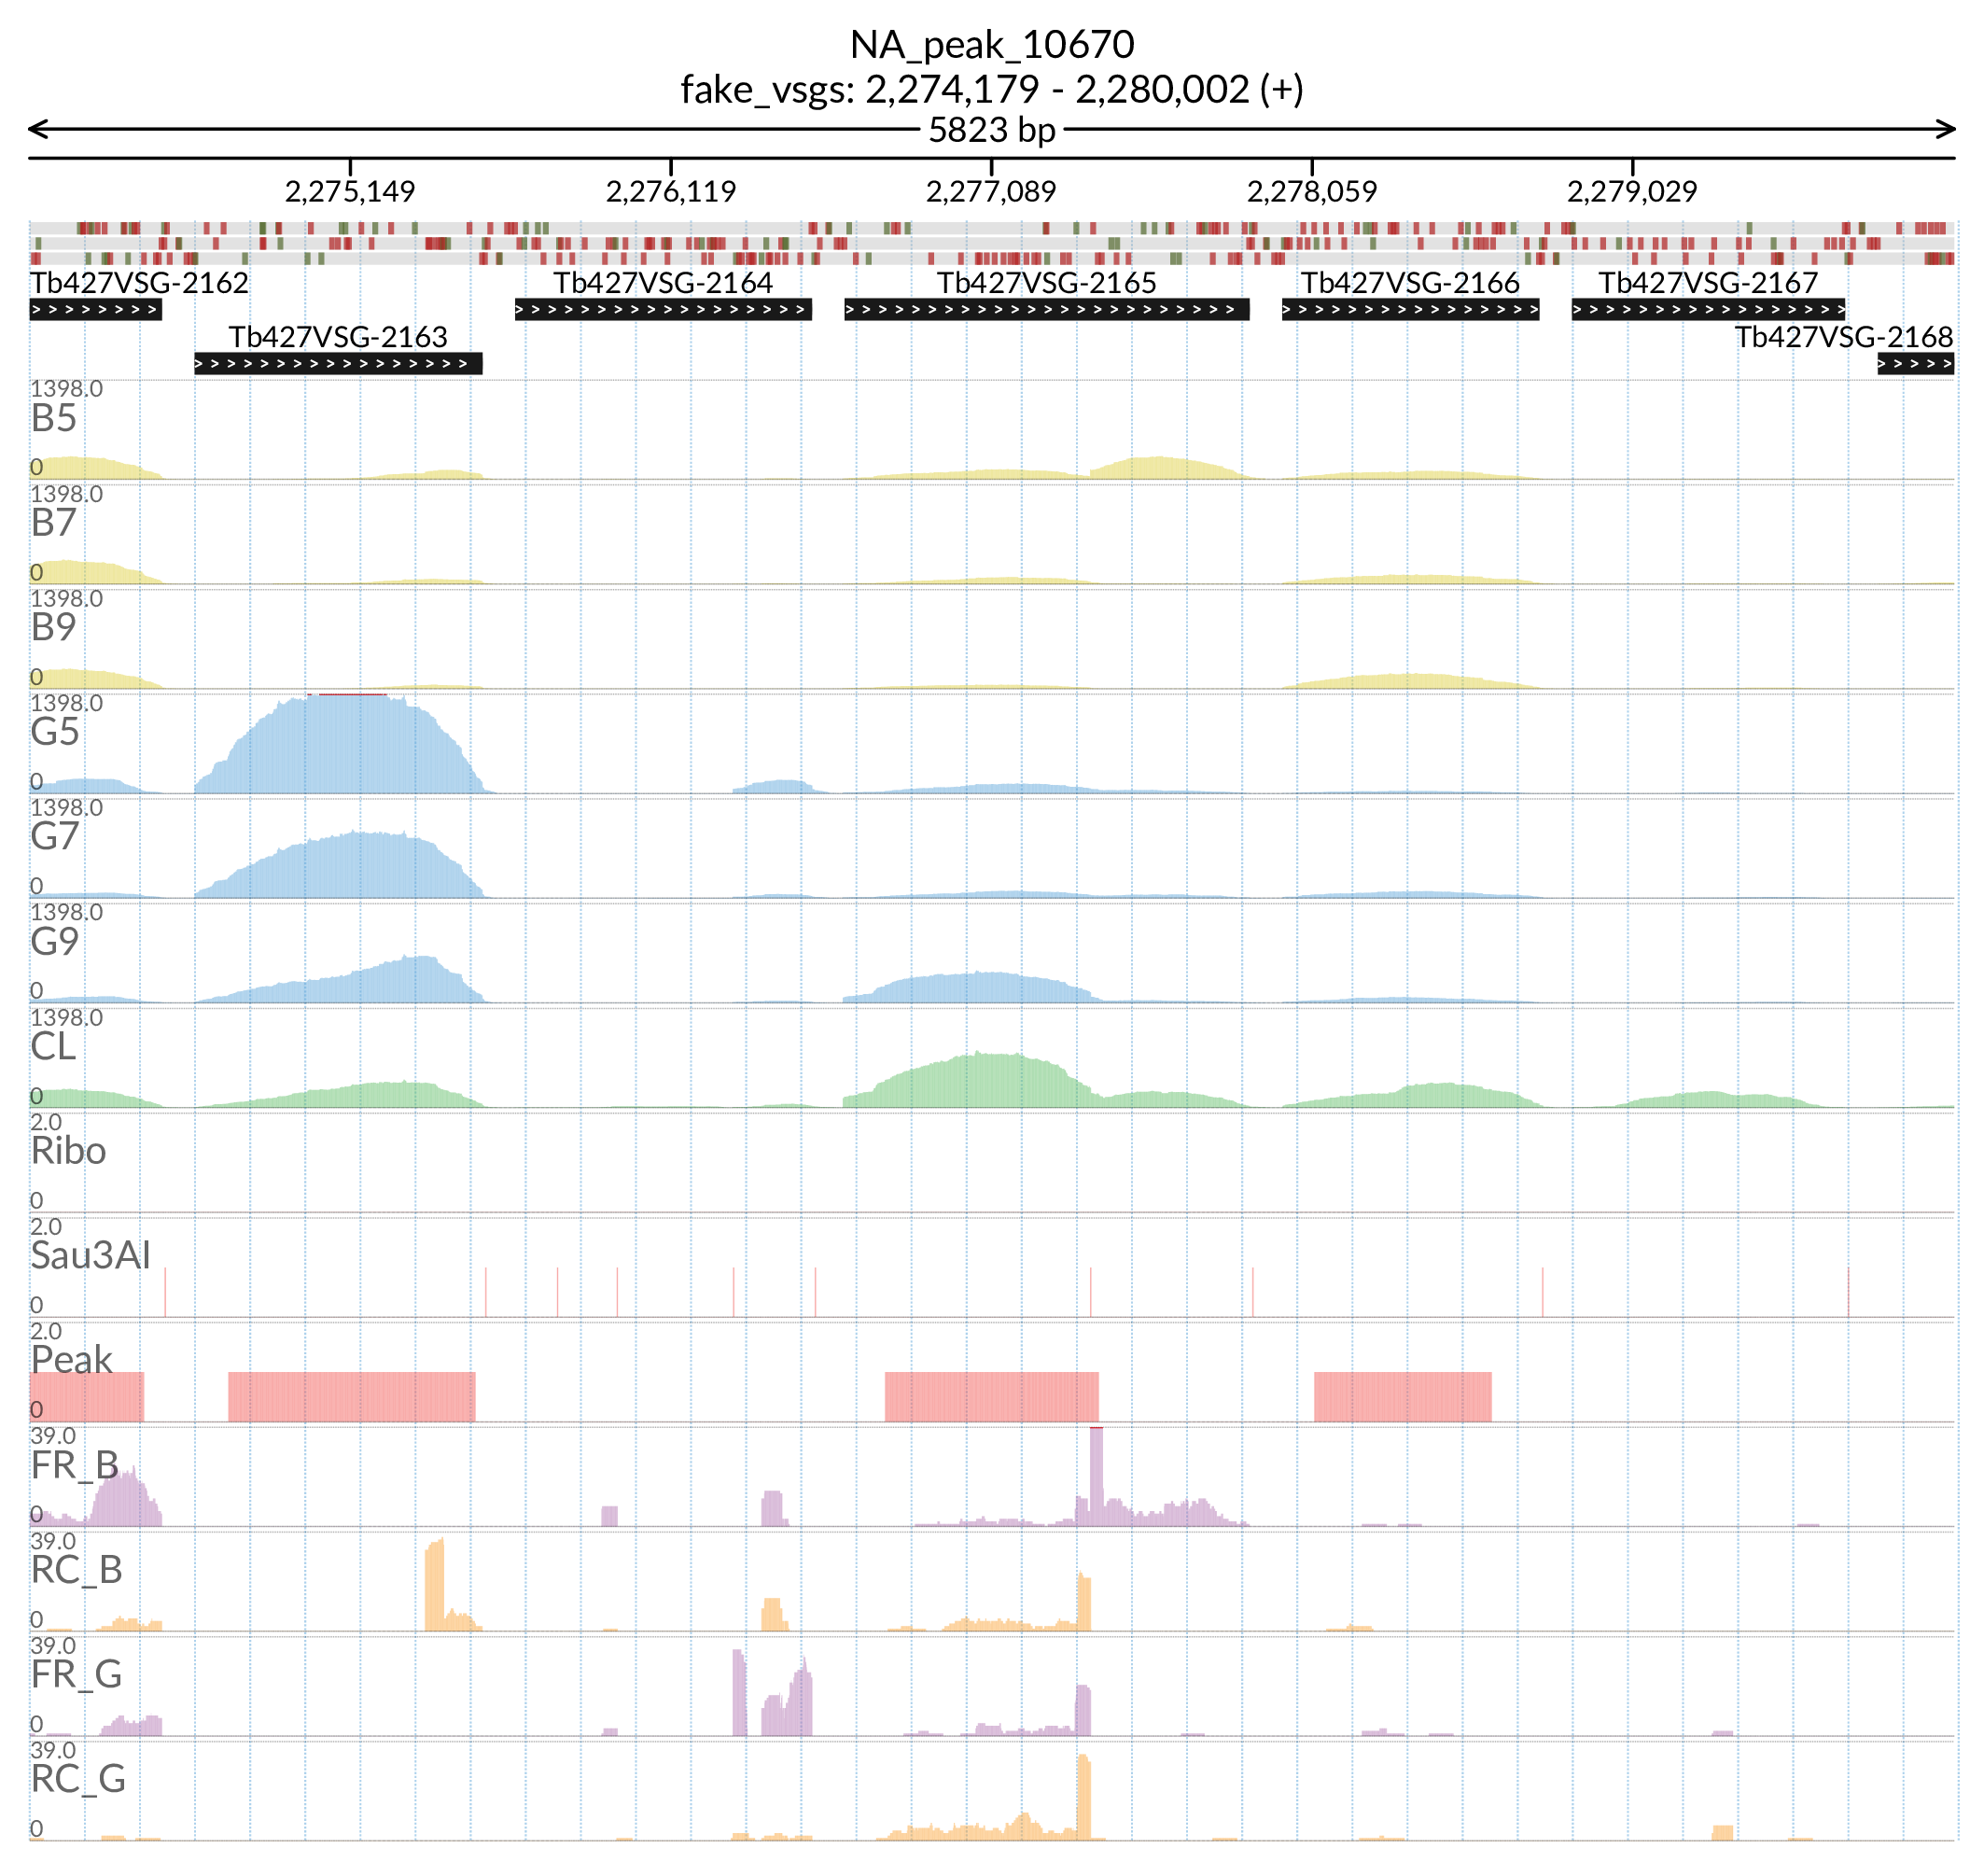 NA_peak_10670
fake_vsgs: 2,274,179 - 2,280,002 (+)
5823 bp
2,275,149 2,276,119 2,277,089 2,278,059 2,279,029
Tb427VSG-2162 Tb427VSG-2164 Tb427VSG-2165 Tb427VSG-2166 Tb427VSG-2167
Tb427VSG-2163 Tb427VSG-2168
1398.0
B5
0
1398.0
B7
0
1398.0
B9
0
1398.0
G5
0
1398.0
G7
0
1398.0
G9
0
1398.0
CL
0
2.0
Ribo
0
2.0
Sau3AI
0
2.0
Peak
0
39.0
FR_B
0
39.0
RC_B
0
39.0
FR_G
0
39.0
RC_G
0